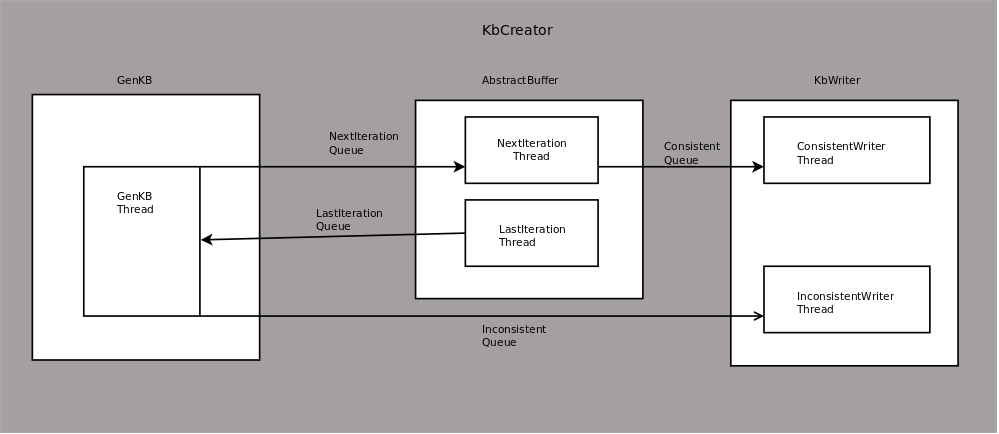 KbCreator
GenKB
AbstractBuffer
KbWriter
NextIteration
Queue
NextIteration
Thread
Consistent
Queue
ConsistentWriter
Thread
GenKB
Thread
LastIteration
Queue
LastIteration
Thread
InconsistentWriter
Thread
Inconsistent
Queue